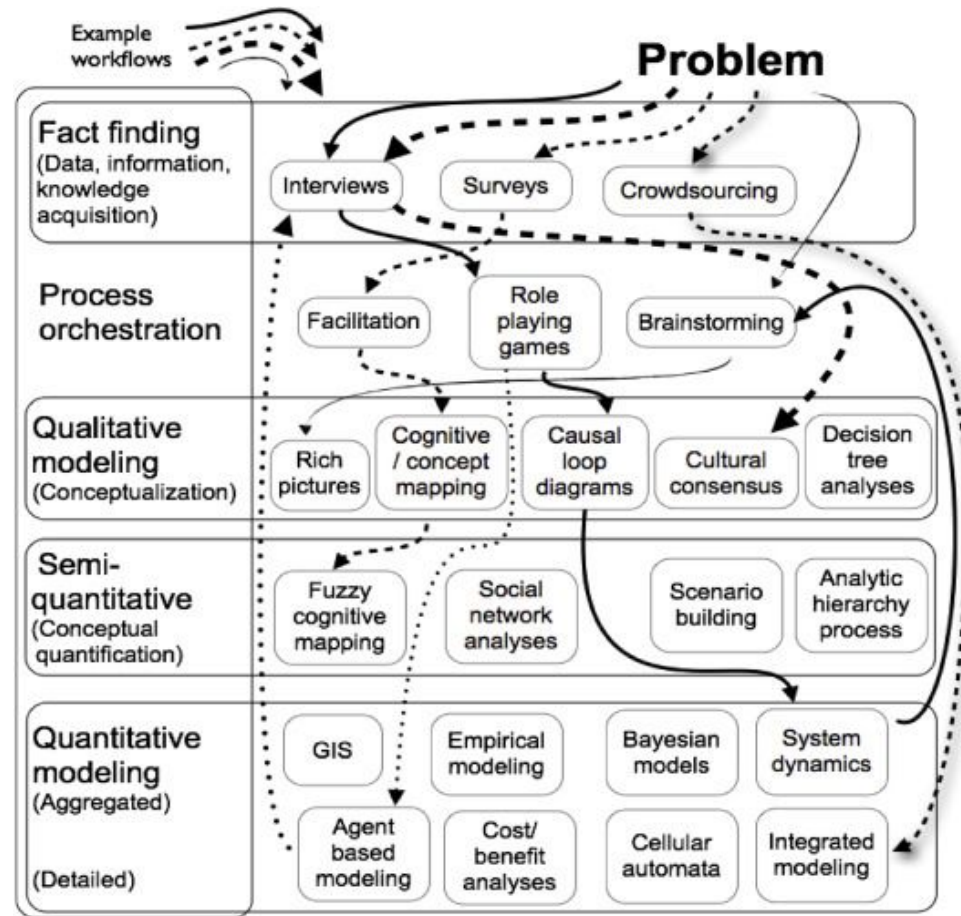 Example
workflows
Problem
Fact finding
(Data, information,
knowledge
acquisition)
Interviews
Surveys
Crowdsourcing
Process
orchestration
Facilitation
Role
playing
games
Brainstorming
Qualitative
modeling
(Conceptualization)
Rich
pictures
Cognitive
/ concept
mapping
Causal
loop
diagrams
Cultural
consensus
Decision
tree
analyses
Semi-
quantitative
(Conceptual
quantification)
Fuzzy
cognitive
mapping
Social
network
analyses
Scenario
building
Analytic
hierarchy
process
Quantitative
modeling
(Aggregated)
(Detailed)
GIS
Empirical
modeling
Bayesian
models
System
dynamics
Agent
based
modeling
Cost/
benefit
analyses
Cellular
automata
Integrated
modeling